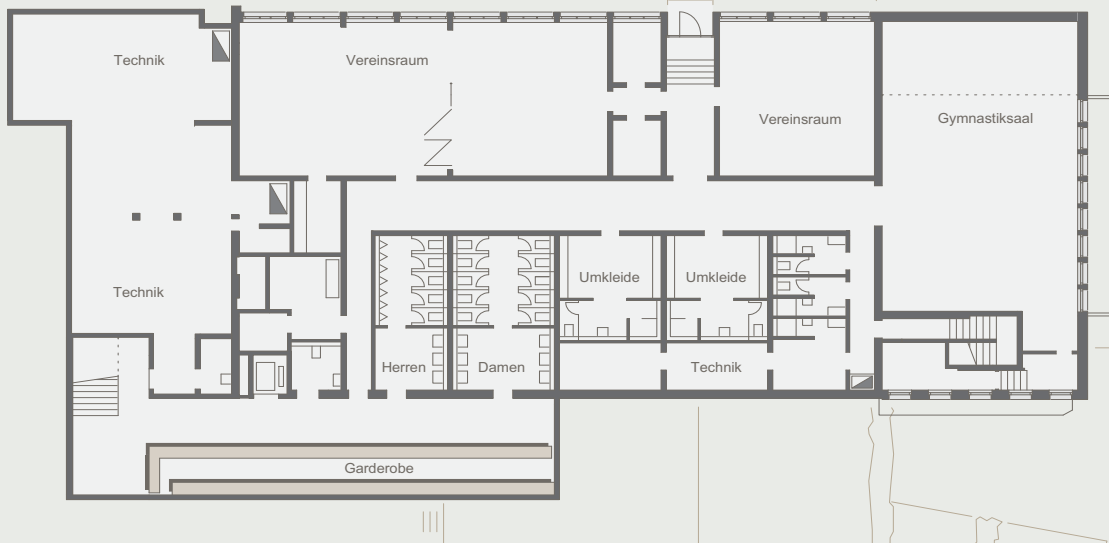 Technik
Vereinsraum
Vereinsraum
Gymnastiksaal
Technik
Umkleide
Umkleide
Herren
Damen
Technik
Garderobe